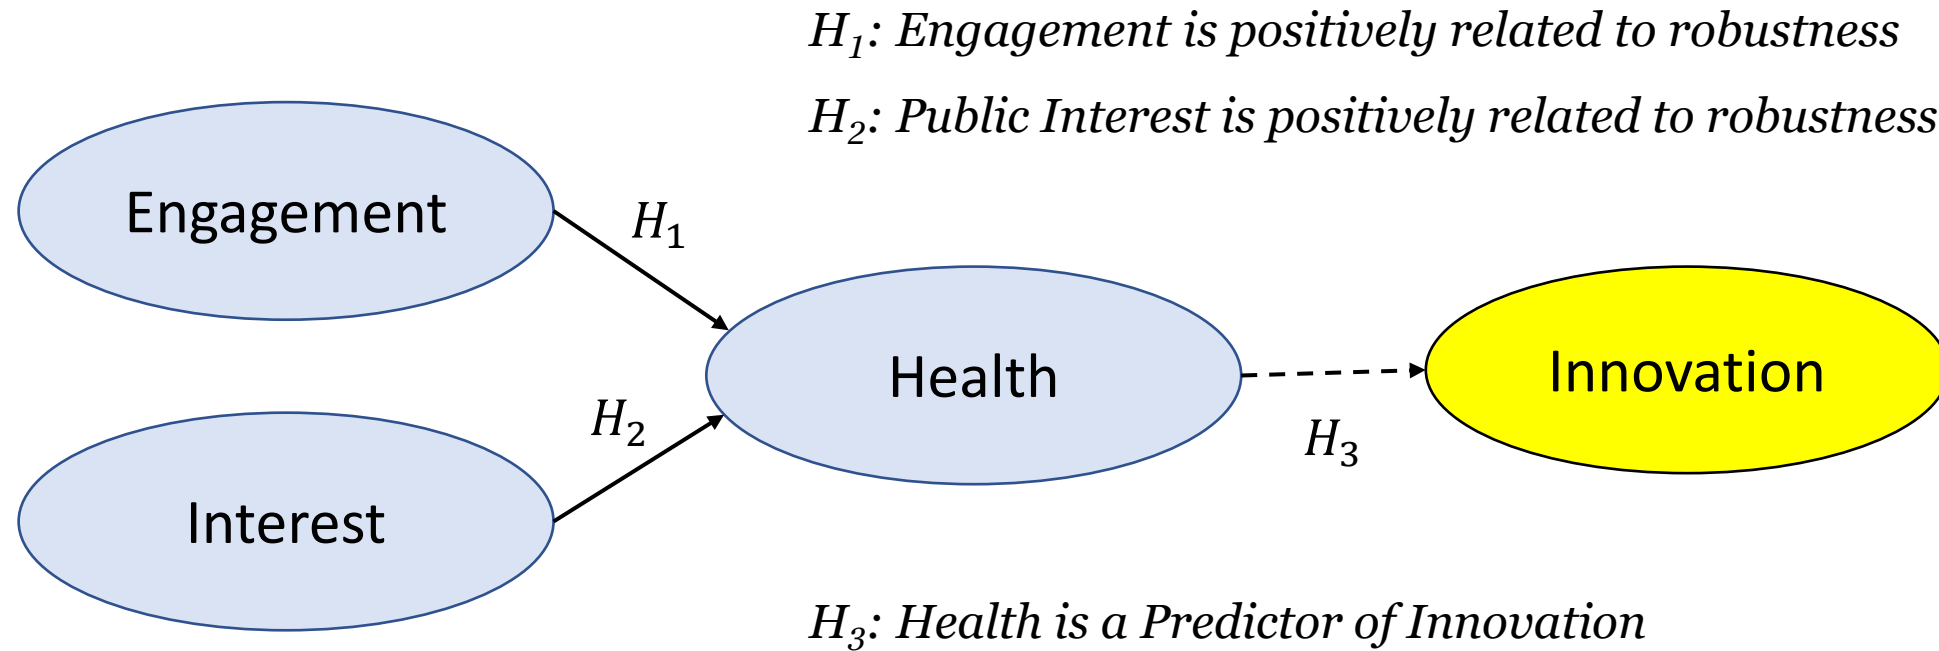 H₁: Engagement is positively related to robustness
H₂: Public Interest is positively related to robustness
Engagement
H₁
Health
Innovation
H₂
H₃
Interest
H₃: Health is a Predictor of Innovation